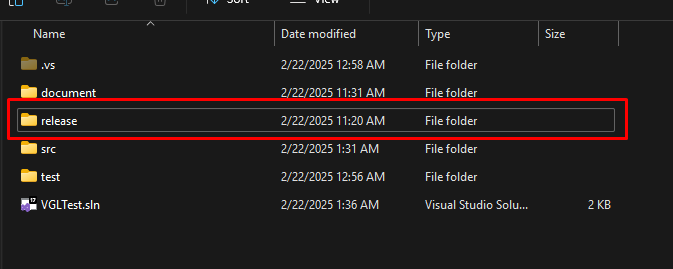 Sort View
Name Date modified Type Size
.vs 2/22/2025 12:58 AM File folder
document 2/22/2025 11:31 AM File folder
release 2/22/2025 11:20 AM File folder
src 2/22/2025 1:31 AM File folder
test 2/22/2025 12:56 AM File folder
VGLTest.sln 2/22/2025 1:36 AM Visual Studio Solu... 2 KB